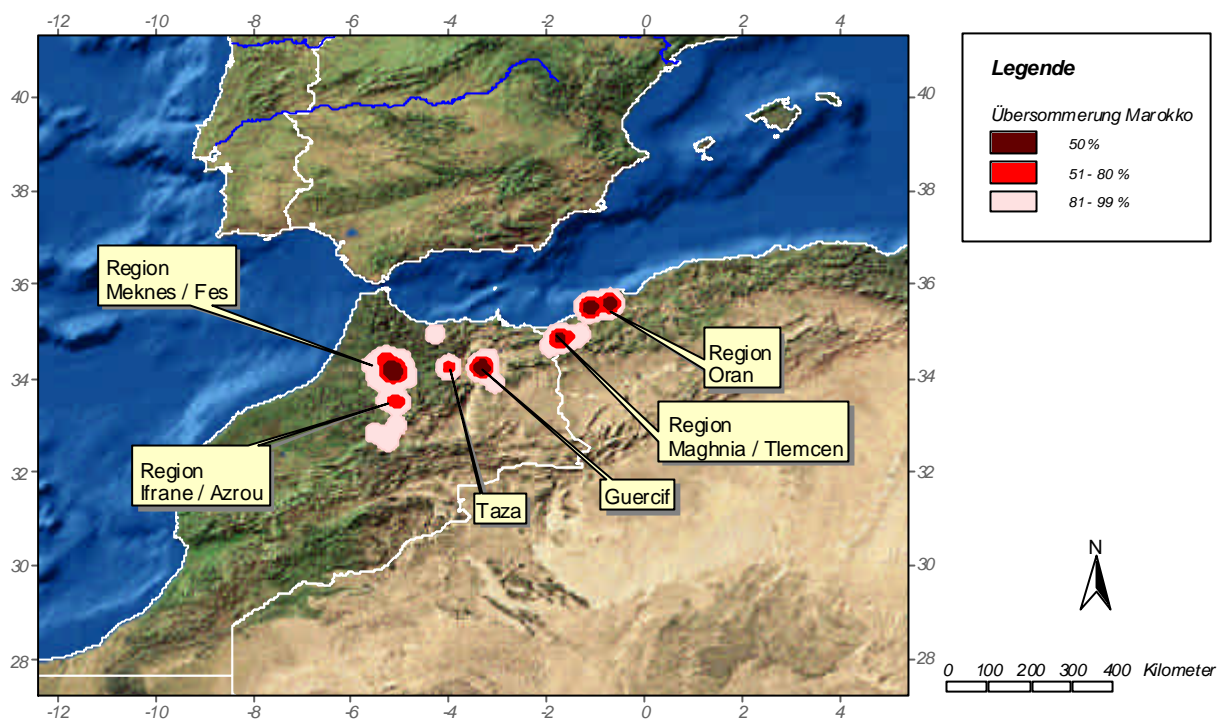 -12 -10 -8 -6 -4 -2 0 2 4
40 40
38 38
36 36
34 34
32 32
30 30
28 28
-12 -10 -8 -6 -4 -2 0 2 4
Region
Meknes / Fes
Region
Oran
Region
Maghnia / Tlemcen
Region
Ifrane / Azrou
Taza
Guercif
Legende
Übersommerung Marokko
50 %
51 - 80 %
81 - 99 %
N
0 100 200 300 400 Kilometer